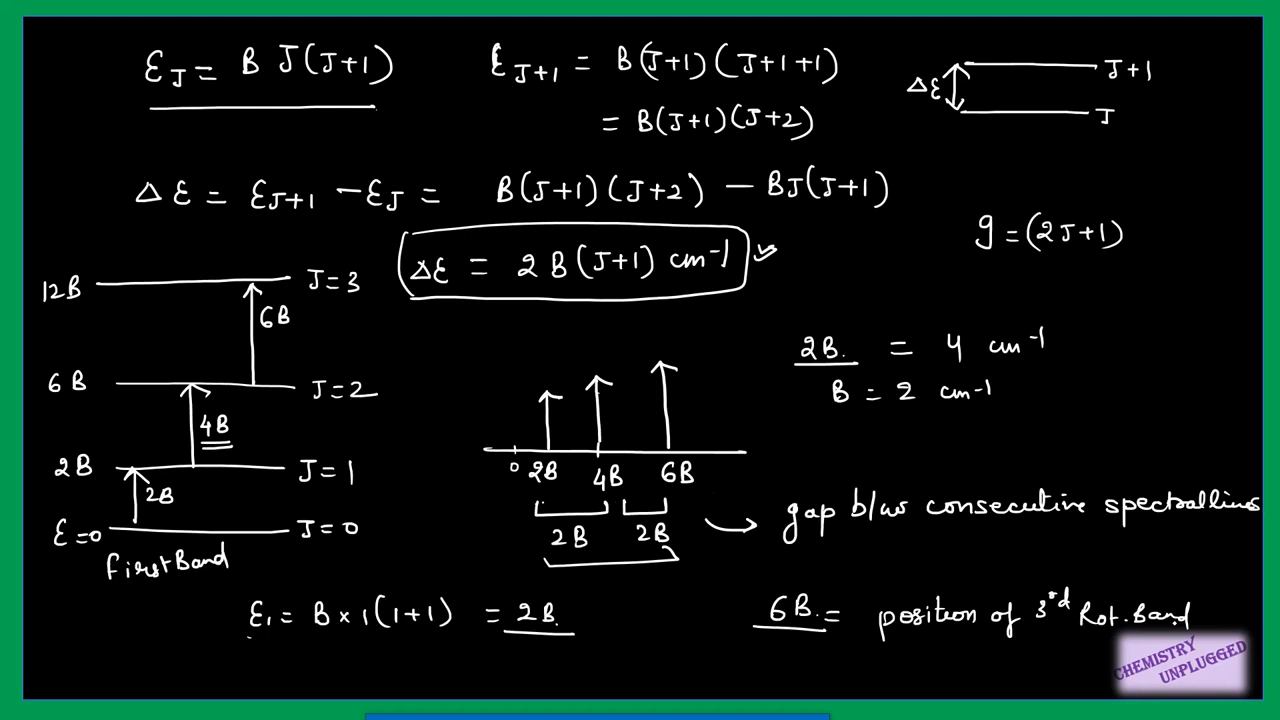 εJ = B J(J+1)
εJ+1 = B(J+1)(J+1+1)
= B(J+1)(J+2)
Δε
J+1
J
Δε = εJ+1 − εJ = B(J+1)(J+2) − BJ(J+1)
g = (2J+1)
Δε = 2B(J+1) cm⁻¹
12B J=3
6B
6B J=2
4B
2B J=1
2B
ε=0 J=0
First Band
0 2B 4B 6B
2B 2B
2B. = 4 cm⁻¹
B = 2 cm⁻¹
gap b/w consecutive spectral lines
ε₁ = B × 1(1+1) = 2B.
6B. = position of 3rd Rot. Band
CHEMISTRY
UNPLUGGED